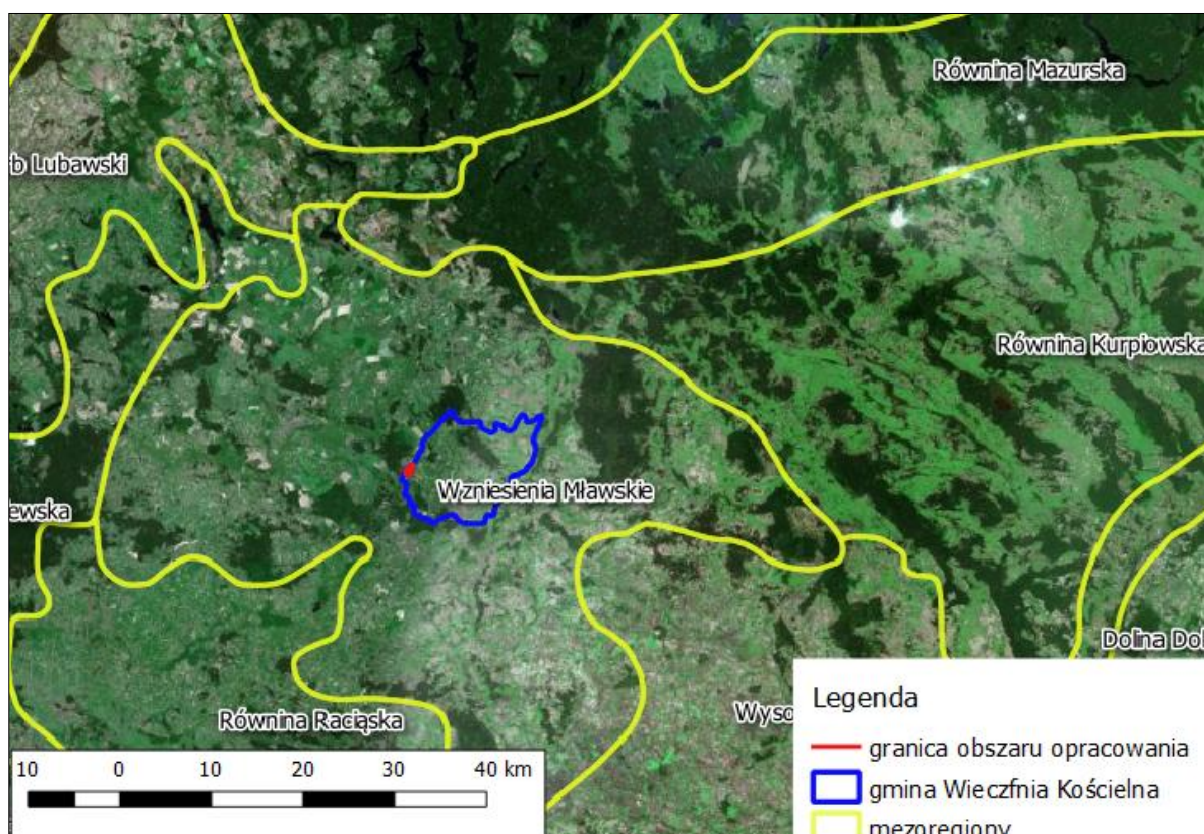 Równina Mazurska
b Lubawski
Równina Kurpiowska
Wzniesienia Mławskie
ewska
Dolina Dol
Równina Raciąska
Wyso
Legenda
granica obszaru opracowania
gmina Wieczfnia Kościelna
mezoregiony
10 0 10 20 30 40 km